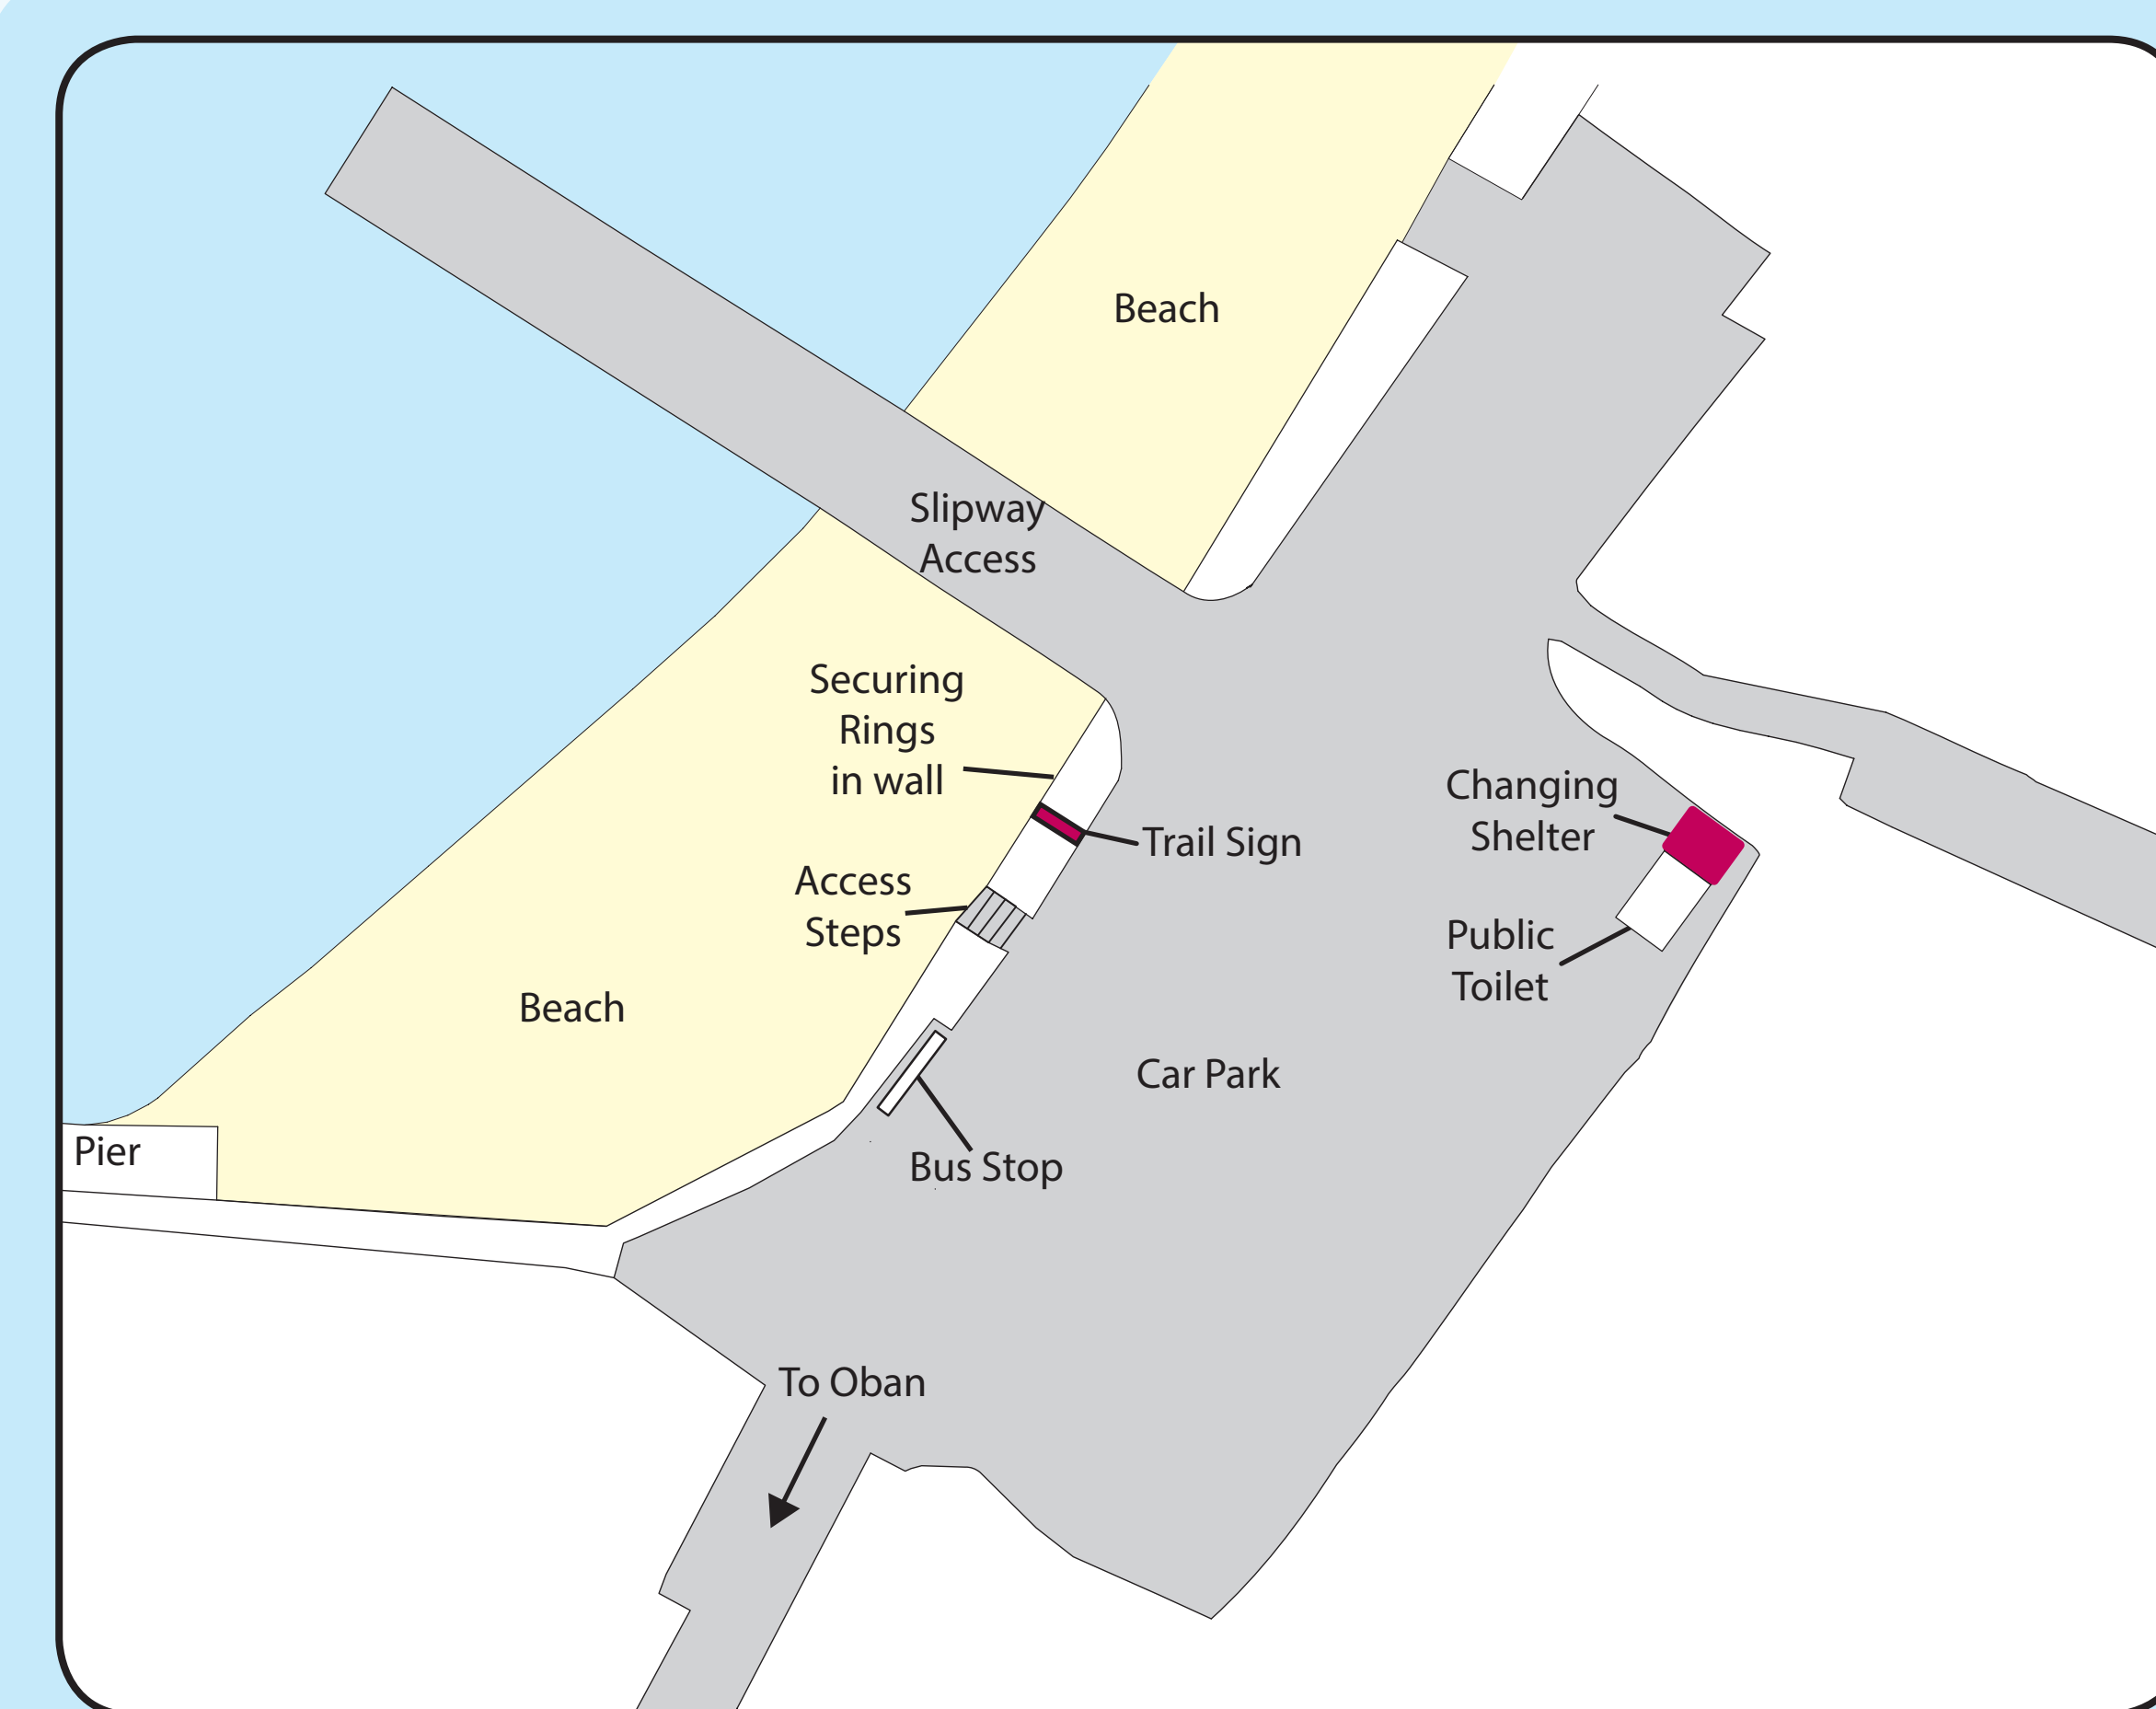 Beach
Slipway
Access
Securing
Rings
in wall
Trail Sign
Changing
Shelter
Access
Steps
Public
Toilet
Beach
Car Park
Pier
Bus Stop
To Oban